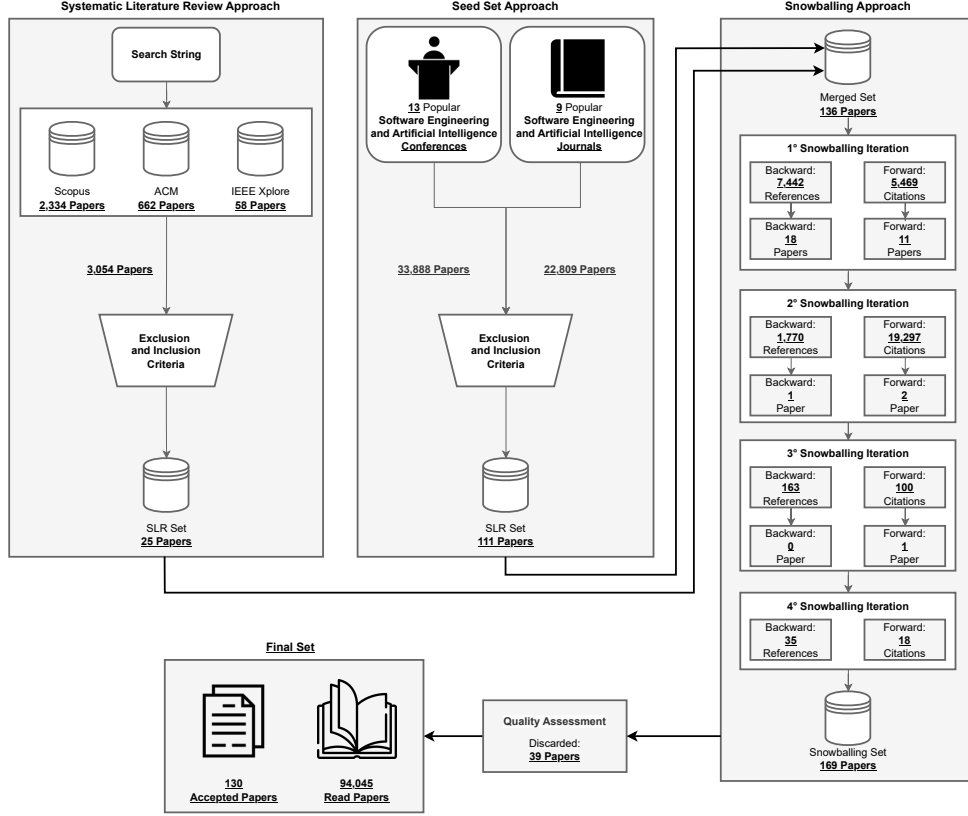 Systematic Literature Review Approach
Search String
Scopus
2,334 Papers
ACM
662 Papers
IEEE Xplore
58 Papers
3,054 Papers
Exclusion
and Inclusion
Criteria
SLR Set
25 Papers
Seed Set Approach
13 Popular
Software Engineering
and Artificial Intelligence
Conferences
9 Popular
Software Engineering
and Artificial Intelligence
Journals
33,888 Papers
22,809 Papers
Exclusion
and Inclusion
Criteria
SLR Set
111 Papers
Snowballing Approach
Merged Set
136 Papers
1° Snowballing Iteration
Backward:
7,442
References
Forward:
5,469
Citations
Backward:
18
Papers
Forward:
11
Papers
2° Snowballing Iteration
Backward:
1,770
References
Forward:
19,297
Citations
Backward:
1
Paper
Forward:
2
Paper
3° Snowballing Iteration
Backward:
163
References
Forward:
100
Citations
Backward:
0
Paper
Forward:
1
Paper
4° Snowballing Iteration
Backward:
35
References
Forward:
18
Citations
Snowballing Set
169 Papers
Quality Assessment
Discarded:
39 Papers
Final Set
130
Accepted Papers
94,045
Read Papers